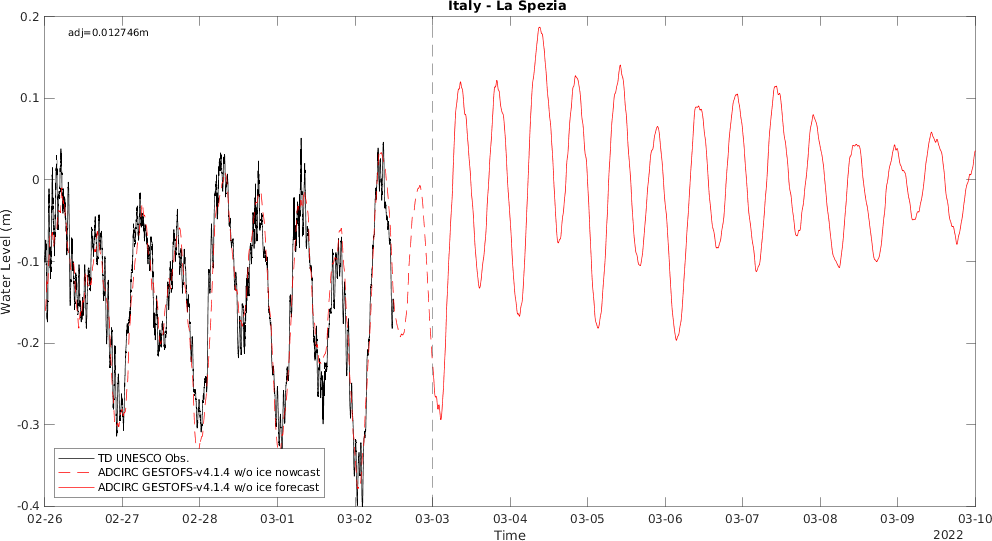 Italy - La Spezia
adj=0.012746m
0.2
0.1
0
-0.1
-0.2
-0.3
-0.4
Water Level (m)
TD UNESCO Obs.
ADCIRC GESTOFS-v4.1.4 w/o ice nowcast
ADCIRC GESTOFS-v4.1.4 w/o ice forecast
02-26 02-27 02-28 03-01 03-02 03-03 03-04 03-05 03-06 03-07 03-08 03-09 03-10
Time
2022